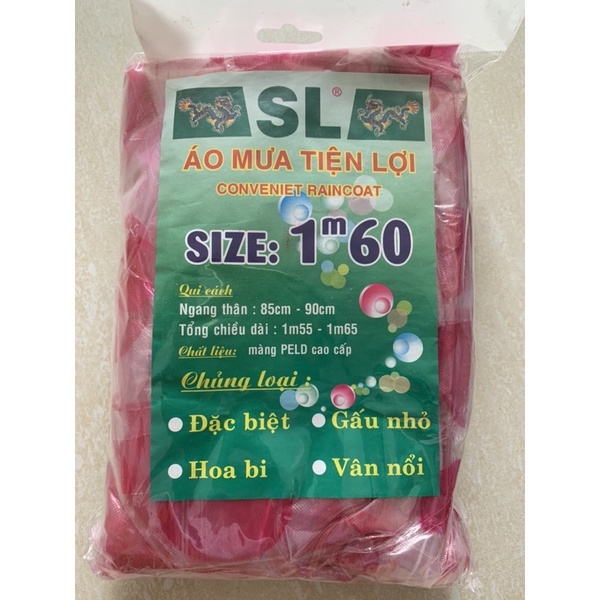 SL®
ÁO MƯA TIỆN LỢI
CONVENIET RAINCOAT
SIZE: 1m60
Qui cách
Ngang thân : 85cm - 90cm
Tổng chiều dài : 1m55 - 1m65
Chất liệu: màng PELD cao cấp
Chủng loại :
Đặc biệt
Gấu nhỏ
Hoa bi
Vân nổi